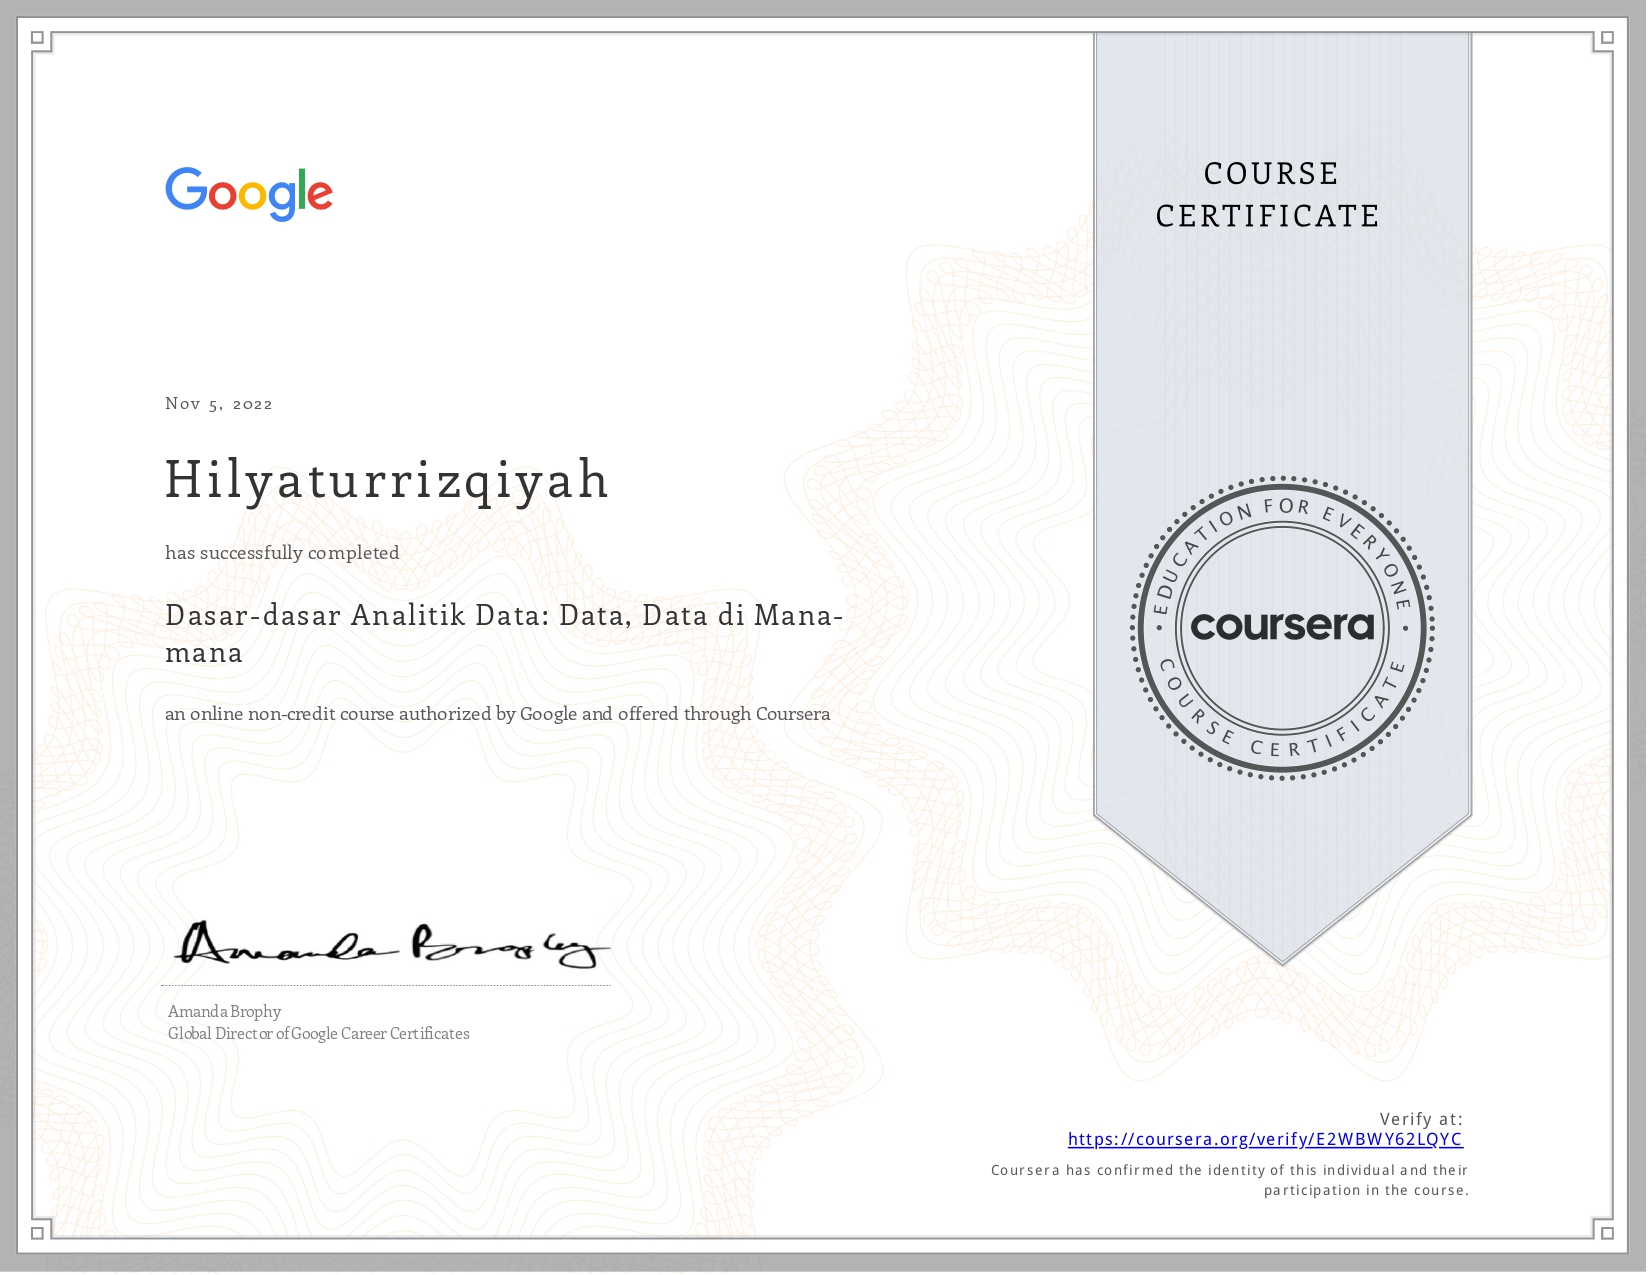 Google
COURSE
CERTIFICATE
Nov 5, 2022
Hilyaturrizqiyah
has successfully completed
Dasar-dasar Analitik Data: Data, Data di Mana-
mana
an online non-credit course authorized by Google and offered through Coursera
• EDUCATION FOR EVERYONE •
coursera
COURSE CERTIFICATE
Amanda Brophy
Amanda Brophy
Global Director of Google Career Certificates
Verify at:
https://coursera.org/verify/E2WBWY62LQYC
Coursera has confirmed the identity of this individual and their
participation in the course.